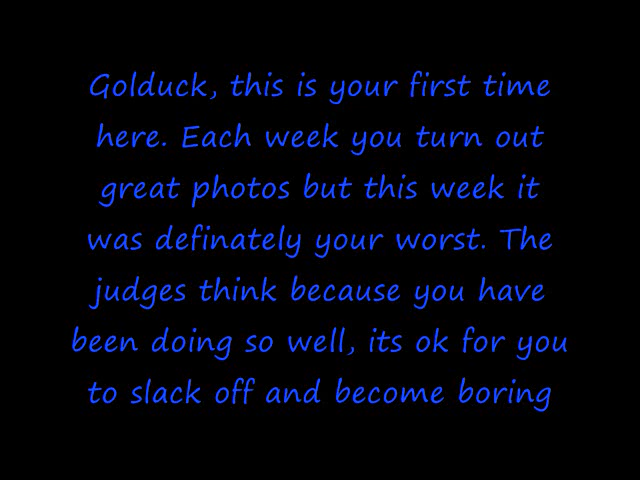 Golduck, this is your first time
here. Each week you turn out
great photos but this week it
was definately your worst. The
judges think because you have
been doing so well, its ok for you
to slack off and become boring